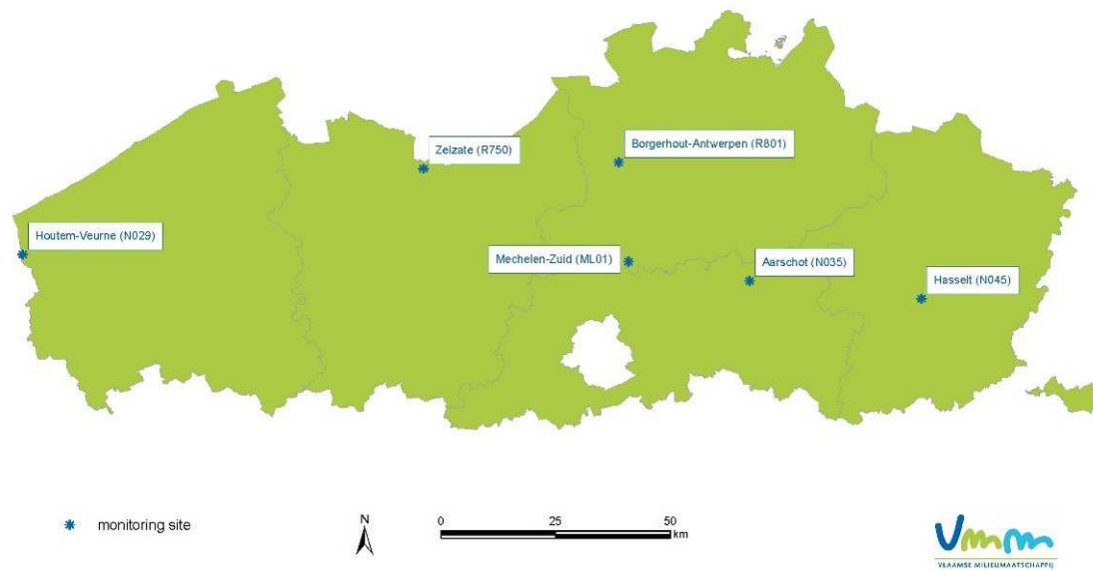 Borgerhout-Antwerpen (R801)
Zelzate (R750)
Houtem-Veurne (N029)
Mechelen-Zuid (ML01)
Aarschot (N035)
Hasselt (N045)
monitoring site
N
0 25 50
km
Vmm
VLAAMSE MILIEUMAATSCHAPPIJ